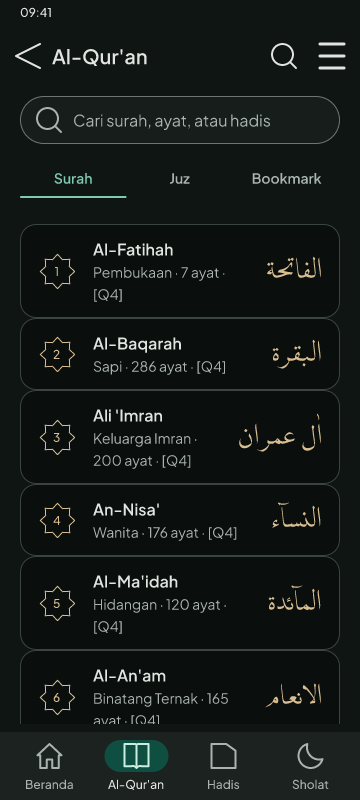 09:41
Al-Qur'an
Cari surah, ayat, atau hadis
Surah
Juz
Bookmark
1
Al-Fatihah
Pembukaan · 7 ayat ·
[Q4]
الفاتحة
2
Al-Baqarah
Sapi · 286 ayat · [Q4]
البقرة
3
Ali 'Imran
Keluarga Imran ·
200 ayat · [Q4]
اٰل عمران
4
An-Nisa'
Wanita · 176 ayat · [Q4]
النسآء
5
Al-Ma'idah
Hidangan · 120 ayat ·
[Q4]
المآئدة
6
Al-An'am
Binatang Ternak · 165
ayat · [Q4]
الانعام
Beranda
Al-Qur'an
Hadis
Sholat